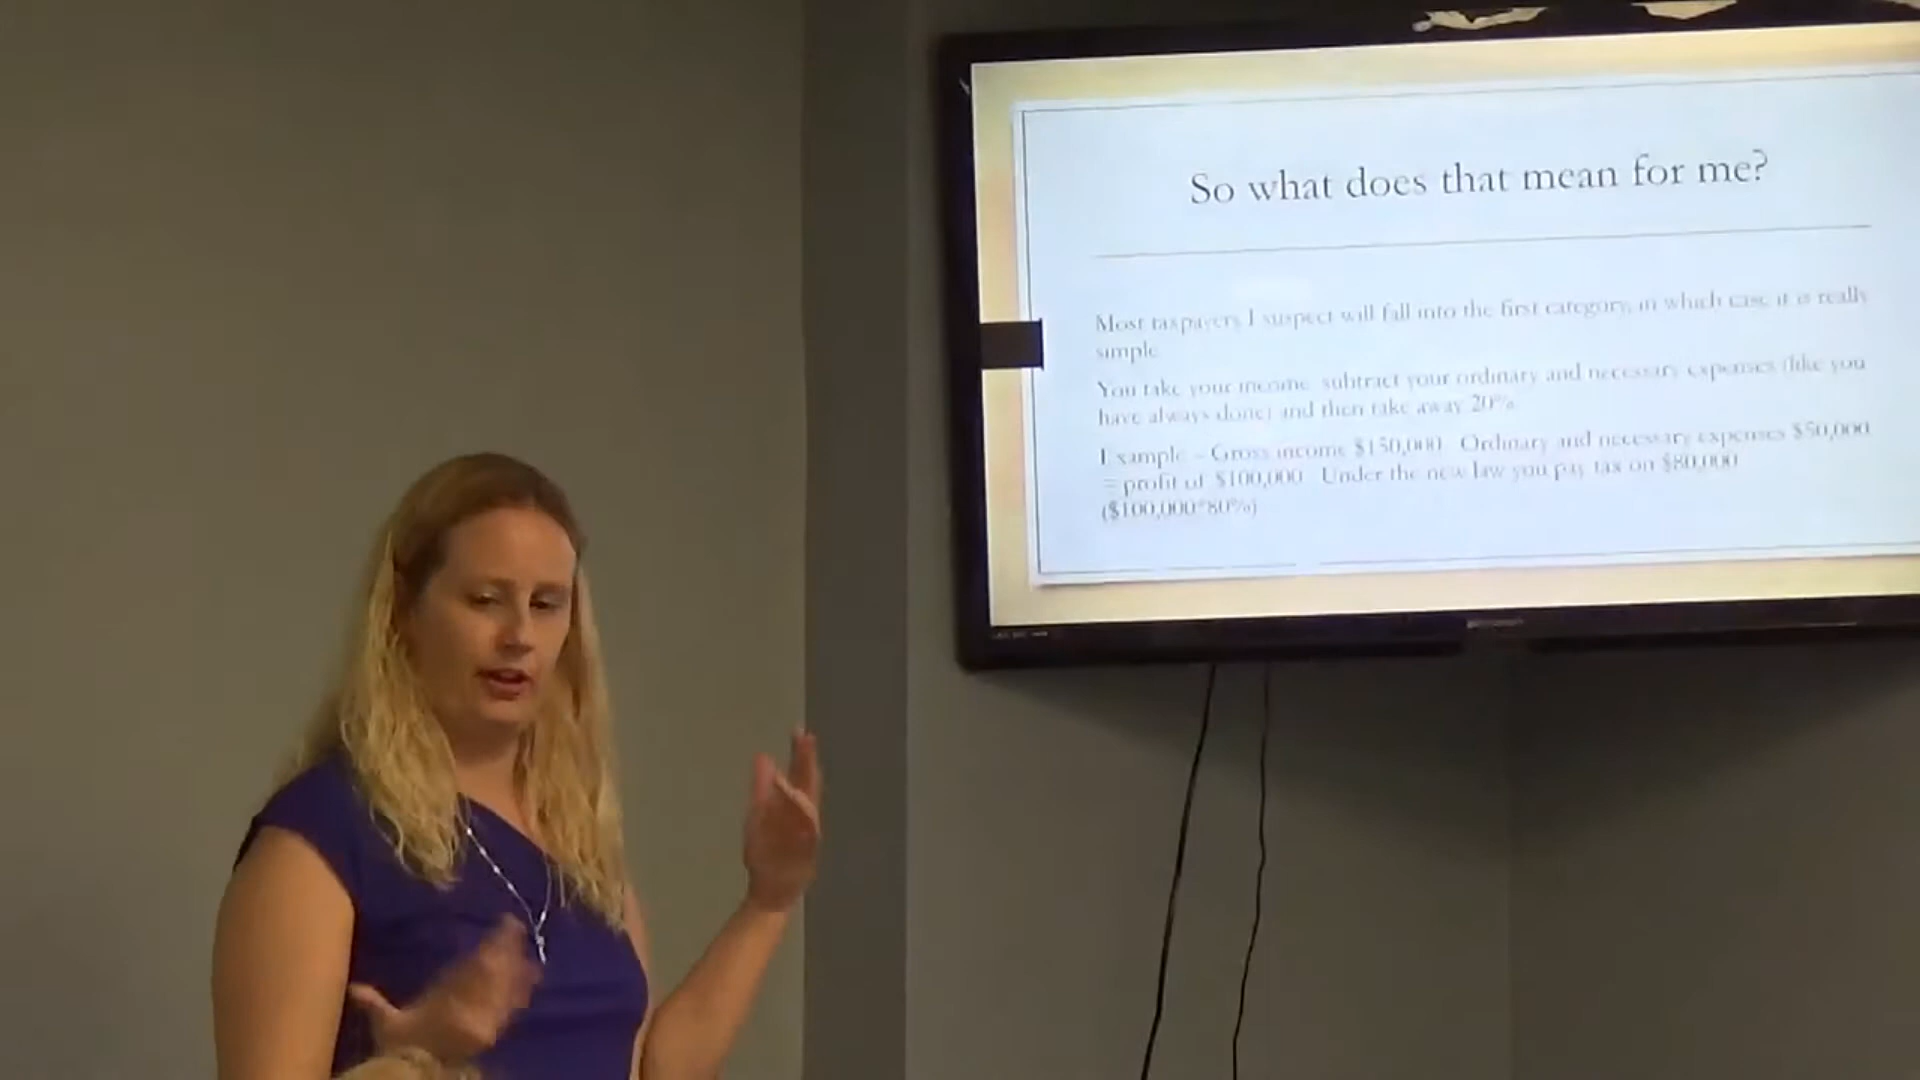 So what does that mean for me?
Most taxpayers I suspect will fall into the first category, in which case it is really
simple
You take your income subtract your ordinary and necessary expenses (like you
have always done) and then take away 20%
Example – Gross income $150,000 Ordinary and necessary expenses $50,000
= profit of $100,000 Under the new law you pay tax on $80,000
($100,000*80%)